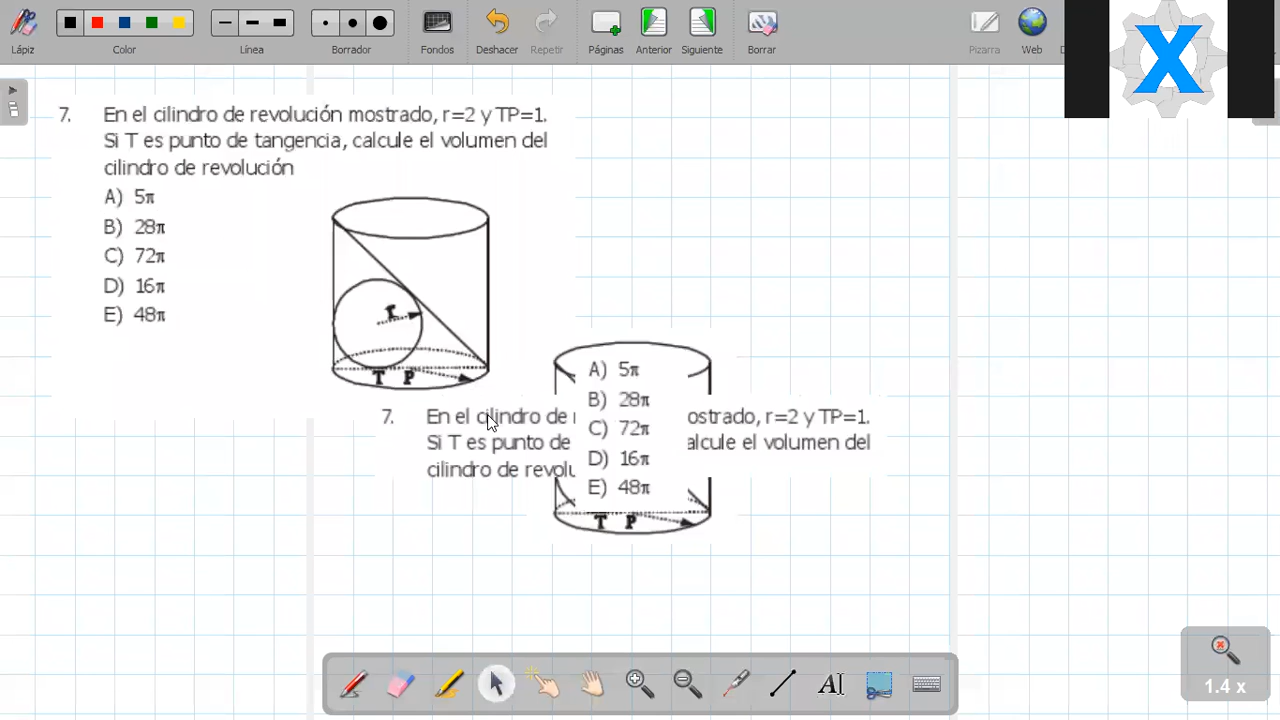 Lápiz
Color
Línea
Borrador
Fondos
Deshacer
Repetir
Páginas
Anterior
Siguiente
Borrar
Pizarra
Web
X
7. En el cilindro de revolución mostrado, r=2 y TP=1.
Si T es punto de tangencia, calcule el volumen del
cilindro de revolución
A) 5π
B) 28π
C) 72π
D) 16π
E) 48π
r
T P
A) 5π
B) 28π
C) 72π
D) 16π
E) 48π
7. En el cilindro de ostrado, r=2 y TP=1.
Si T es punto de alcule el volumen del
cilindro de revolu
T P
AI
1.4 x